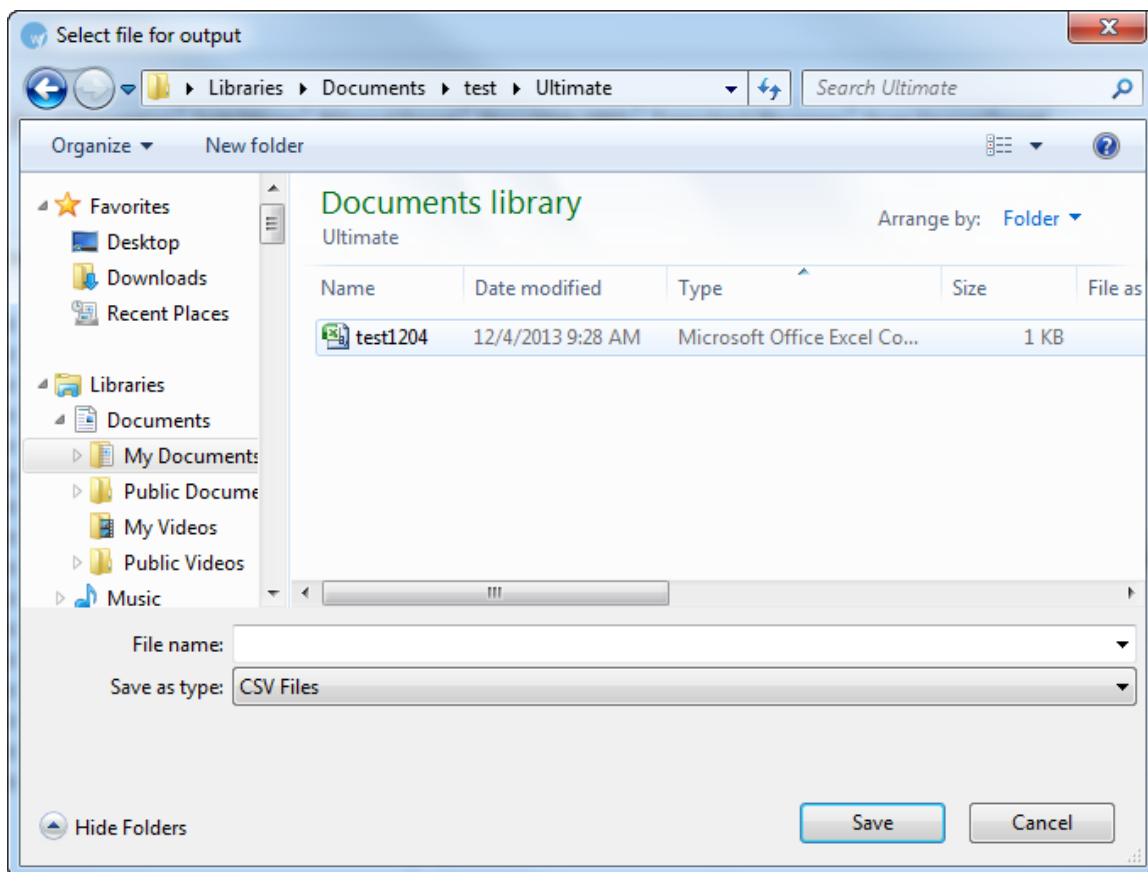 Select file for output
Libraries Documents test Ultimate Search Ultimate
Organize New folder
Favorites
Desktop
Downloads
Recent Places
Libraries
Documents
My Documents
Public Docume
My Videos
Public Videos
Music
Documents library
Ultimate
Arrange by: Folder
Name Date modified Type Size File as
test1204 12/4/2013 9:28 AM Microsoft Office Excel Co... 1 KB
File name:
Save as type: CSV Files
Hide Folders Save Cancel